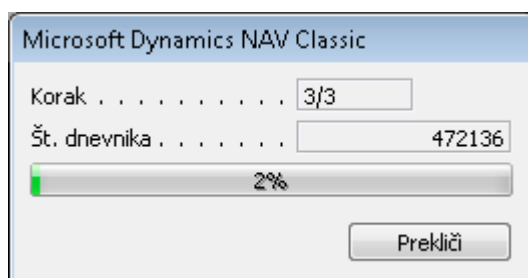 Microsoft Dynamics NAV Classic
Korak . . . . . . . . . . 3/3
Št. dnevnika . . . . . . . 472136
2%
Prekliči